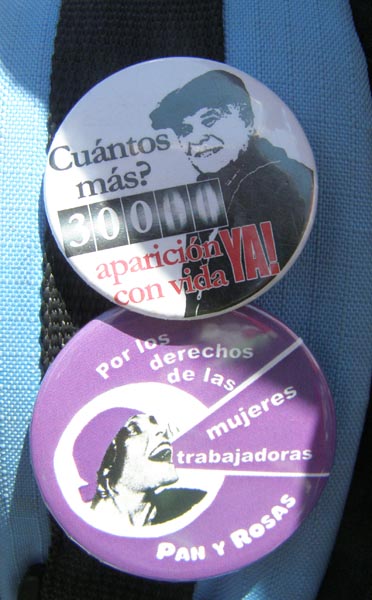 Cuántos
más?
30000
aparición
con vida YA!
Por los
derechos
de las
mujeres
trabajadoras
PAN Y ROSAS